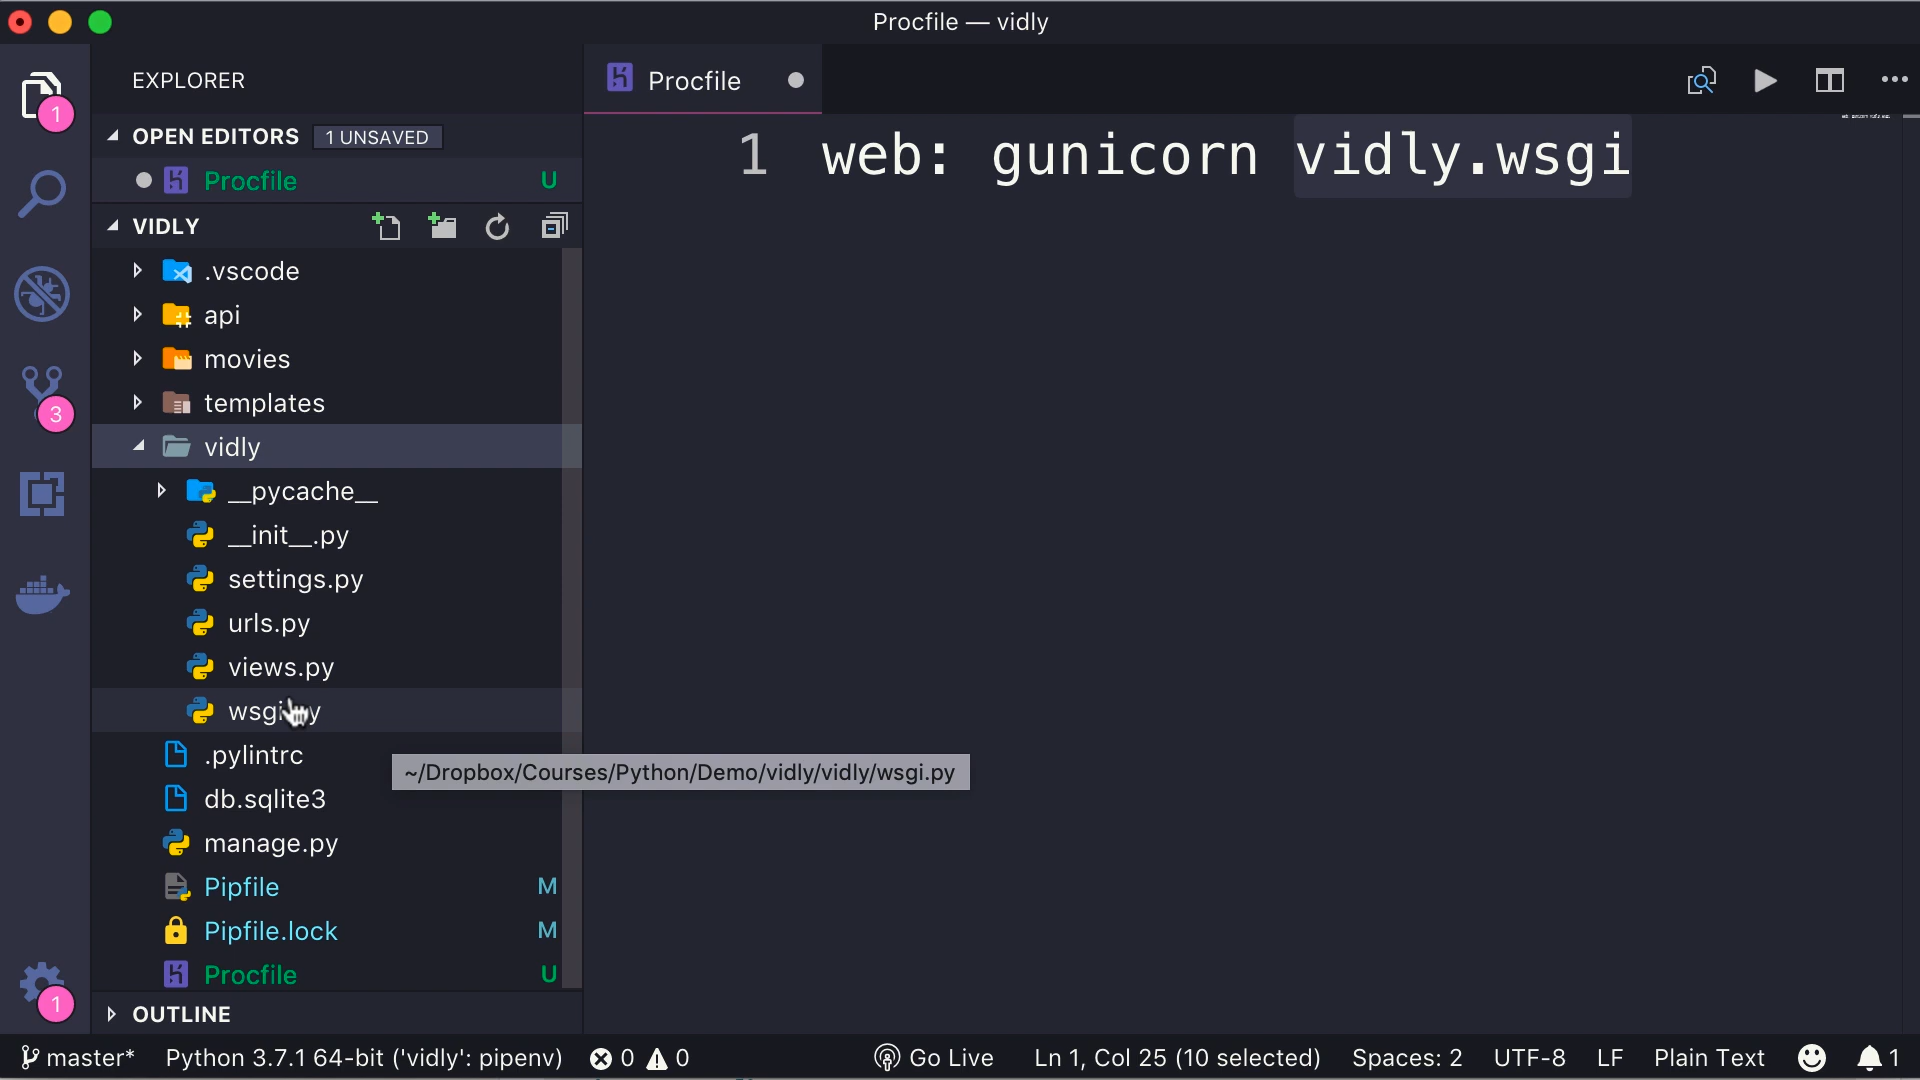 Procfile — vidly
EXPLORER
OPEN EDITORS 1 UNSAVED
Procfile U
VIDLY
.vscode
api
movies
templates
vidly
__pycache__
__init__.py
settings.py
urls.py
views.py
wsgi y
.pylintrc
db.sqlite3
manage.py
Pipfile M
Pipfile.lock M
Procfile U
OUTLINE
1
3
1
Procfile
1 web: gunicorn vidly.wsgi
~/Dropbox/Courses/Python/Demo/vidly/vidly/wsgi.py
master* Python 3.7.1 64-bit ('vidly': pipenv) 0 0 Go Live Ln 1, Col 25 (10 selected) Spaces: 2 UTF-8 LF Plain Text 1